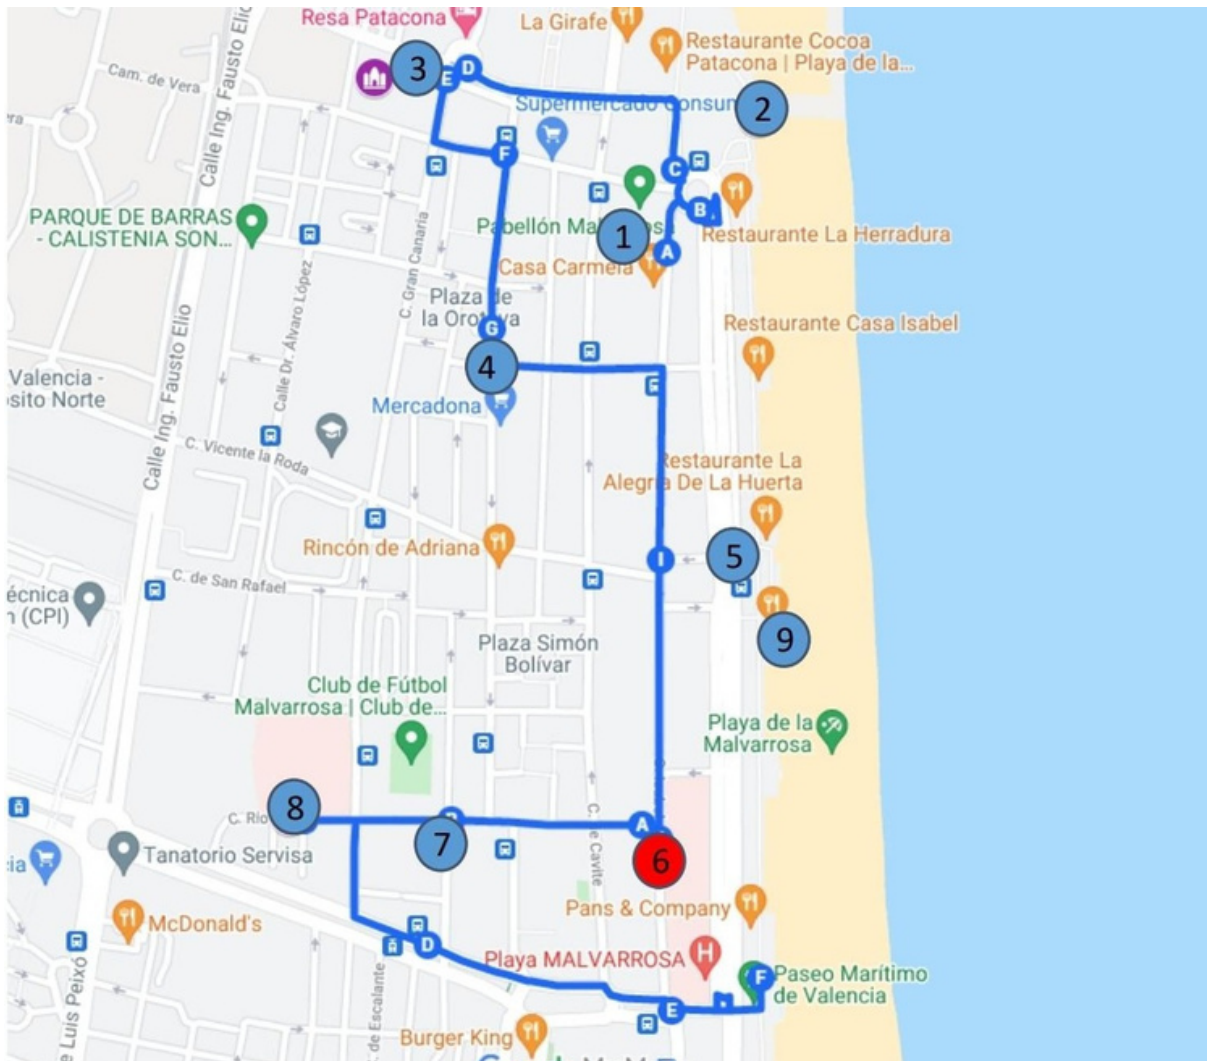 Resa Patacona
La Girafe
Restaurante Cocoa
Patacona | Playa de la...
Calle Ing. Fausto Elio
Cam. de Vera
3
E
D
Supermercado Consum
2
F
C
PARQUE DE BARRAS
- CALISTENIA SON...
Pabellón
1
A
B
Restaurante La Herradura
Casa Carmela
C. Gran Canaria
Calle Dr. Álvaro López
Plaza de
la Orotava
G
Restaurante Casa Isabel
4
Valencia -
Mercadona
Calle Ing. Fausto Elio
C. Vicente la Roda
Restaurante La
Alegría De La Huerta
Rincón de Adriana
I
5
C. de San Rafael
(CPI)
9
Plaza Simón
Bolívar
Club de Fútbol
Malvarrosa | Club de...
Playa de la
Malvarrosa
8
C. Río
7
A
6
C. de Cavite
Tanatorio Servisa
McDonald's
Pans & Company
D
Playa MALVARROSA
H
F
Paseo Marítimo
de Valencia
E
de Escalante
Luis Peixó
Burger King